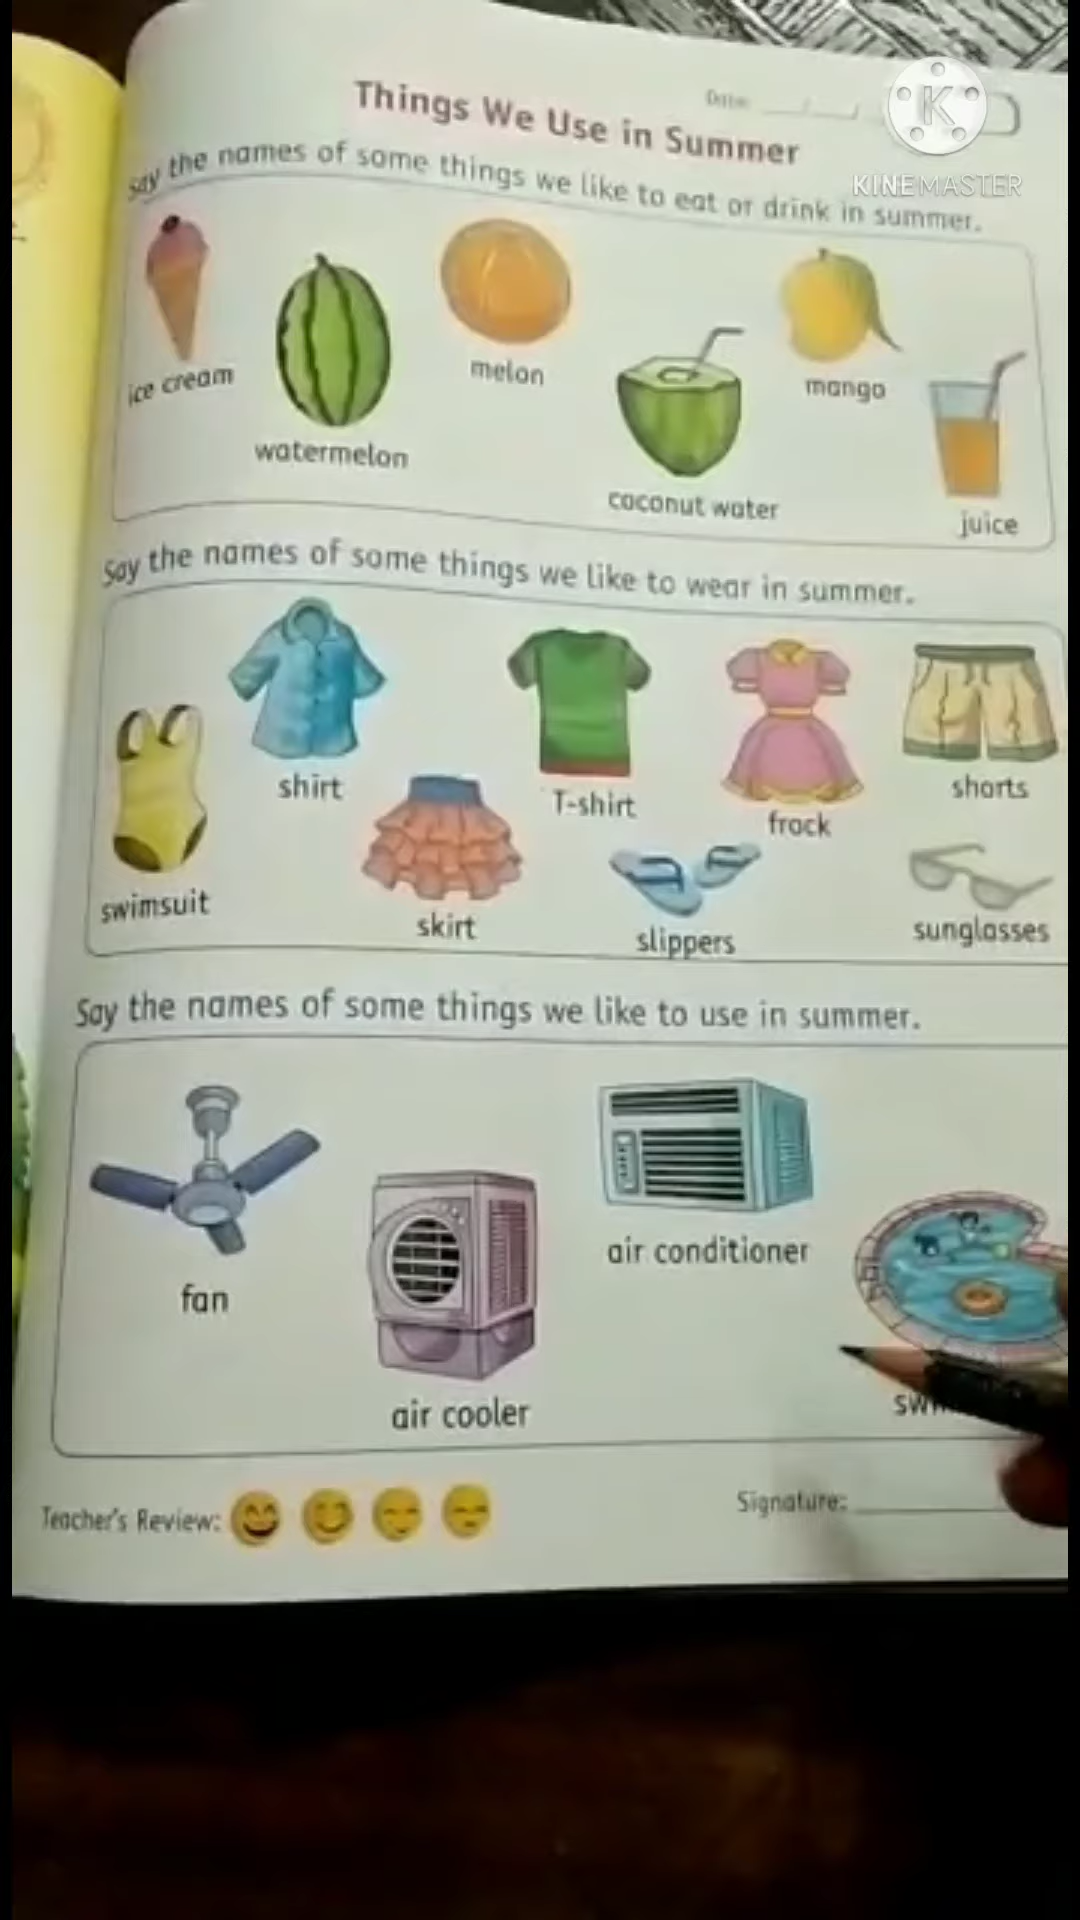 Date: ___/___/
KINEMASTER
Things We Use in Summer
Say the names of some things we like to eat or drink in summer.
ice cream
watermelon
melon
coconut water
mango
juice
Say the names of some things we like to wear in summer.
swimsuit
shirt
skirt
T-shirt
slippers
frock
shorts
sunglasses
Say the names of some things we like to use in summer.
fan
air cooler
air conditioner
Teacher's Review:
Signature: